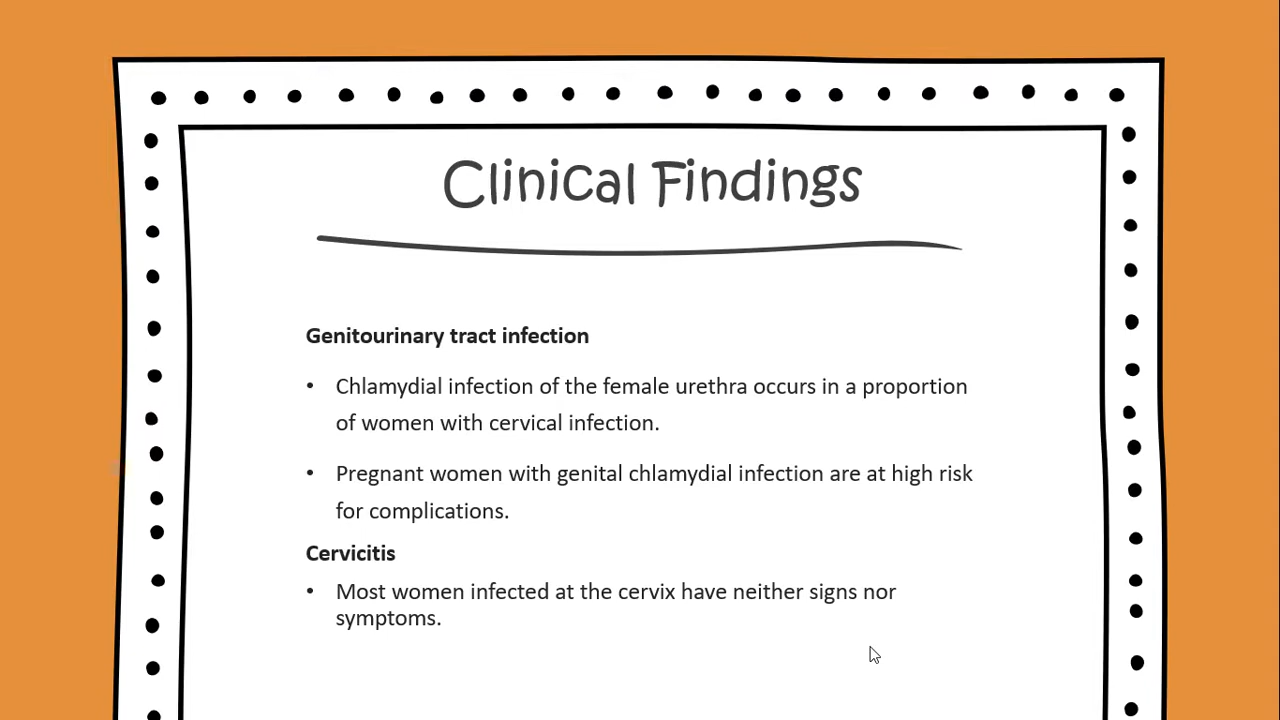 Clinical Findings
Genitourinary tract infection
• Chlamydial infection of the female urethra occurs in a proportion
of women with cervical infection.
• Pregnant women with genital chlamydial infection are at high risk
for complications.
Cervicitis
• Most women infected at the cervix have neither signs nor
symptoms.